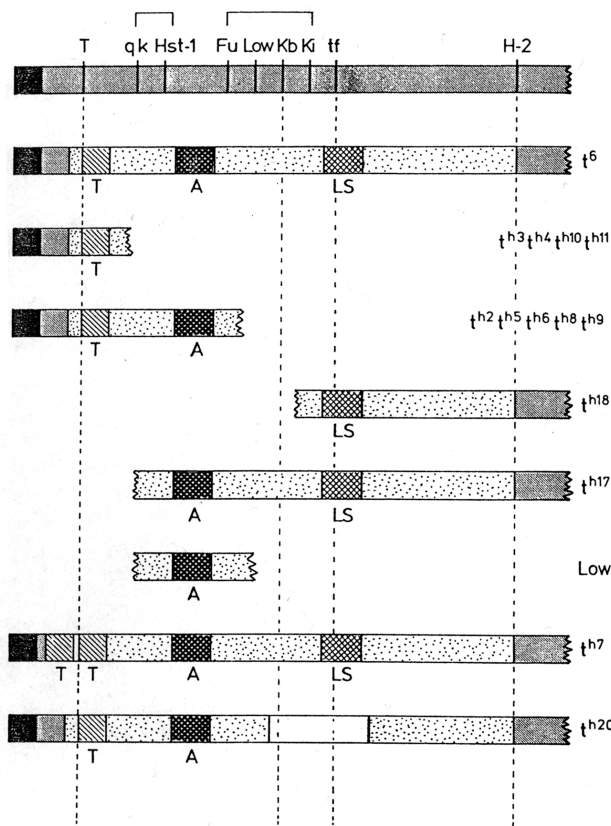 T qk Hst-1 Fu Low Kb Ki tf H-2
t⁶
T A LS
tʰ³ tʰ⁴ tʰ¹⁰ tʰ¹¹
T
tʰ² tʰ⁵ tʰ⁶ tʰ⁸ tʰ⁹
T A
tʰ¹⁸
LS
tʰ¹⁷
A LS
Low
A
tʰ⁷
T T A LS
tʰ²⁰
T A